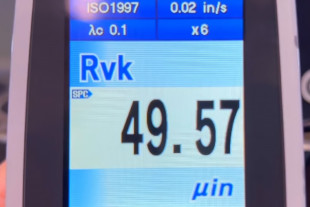 ISO1997 0.02 in/s
λc 0.1 x6
Rvk
SPC
49.57
µin